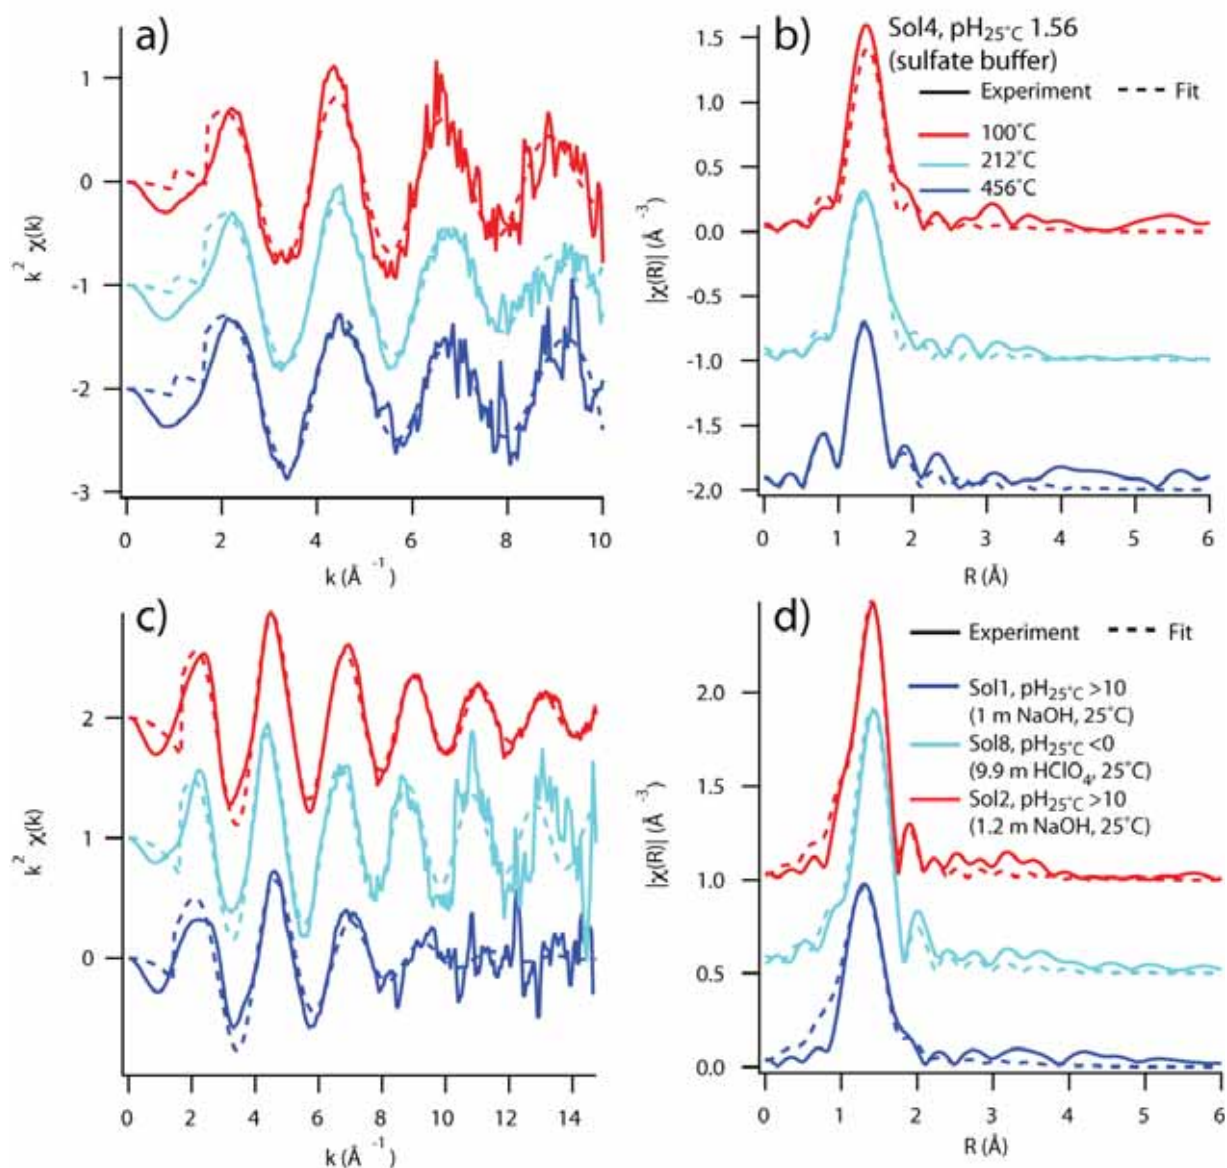 a)
1
0
-1
-2
-3
k² χ(k)
0 2 4 6 8 10
k (Å⁻¹)
b)
Sol4, pH25°C 1.56
(sulfate buffer)
Experiment Fit
100°C
212°C
456°C
1.5
1.0
0.5
0.0
-0.5
-1.0
-1.5
-2.0
|χ(R)| (Å⁻³)
0 1 2 3 4 5 6
R (Å)
c)
2
1
0
k² χ(k)
0 2 4 6 8 10 12 14
k (Å⁻¹)
d)
Experiment Fit
Sol1, pH25°C >10
(1 m NaOH, 25°C)
Sol8, pH25°C <0
(9.9 m HClO₄, 25°C)
Sol2, pH25°C >10
(1.2 m NaOH, 25°C)
2.0
1.5
1.0
0.5
0.0
|χ(R)| (Å⁻³)
0 1 2 3 4 5 6
R (Å)